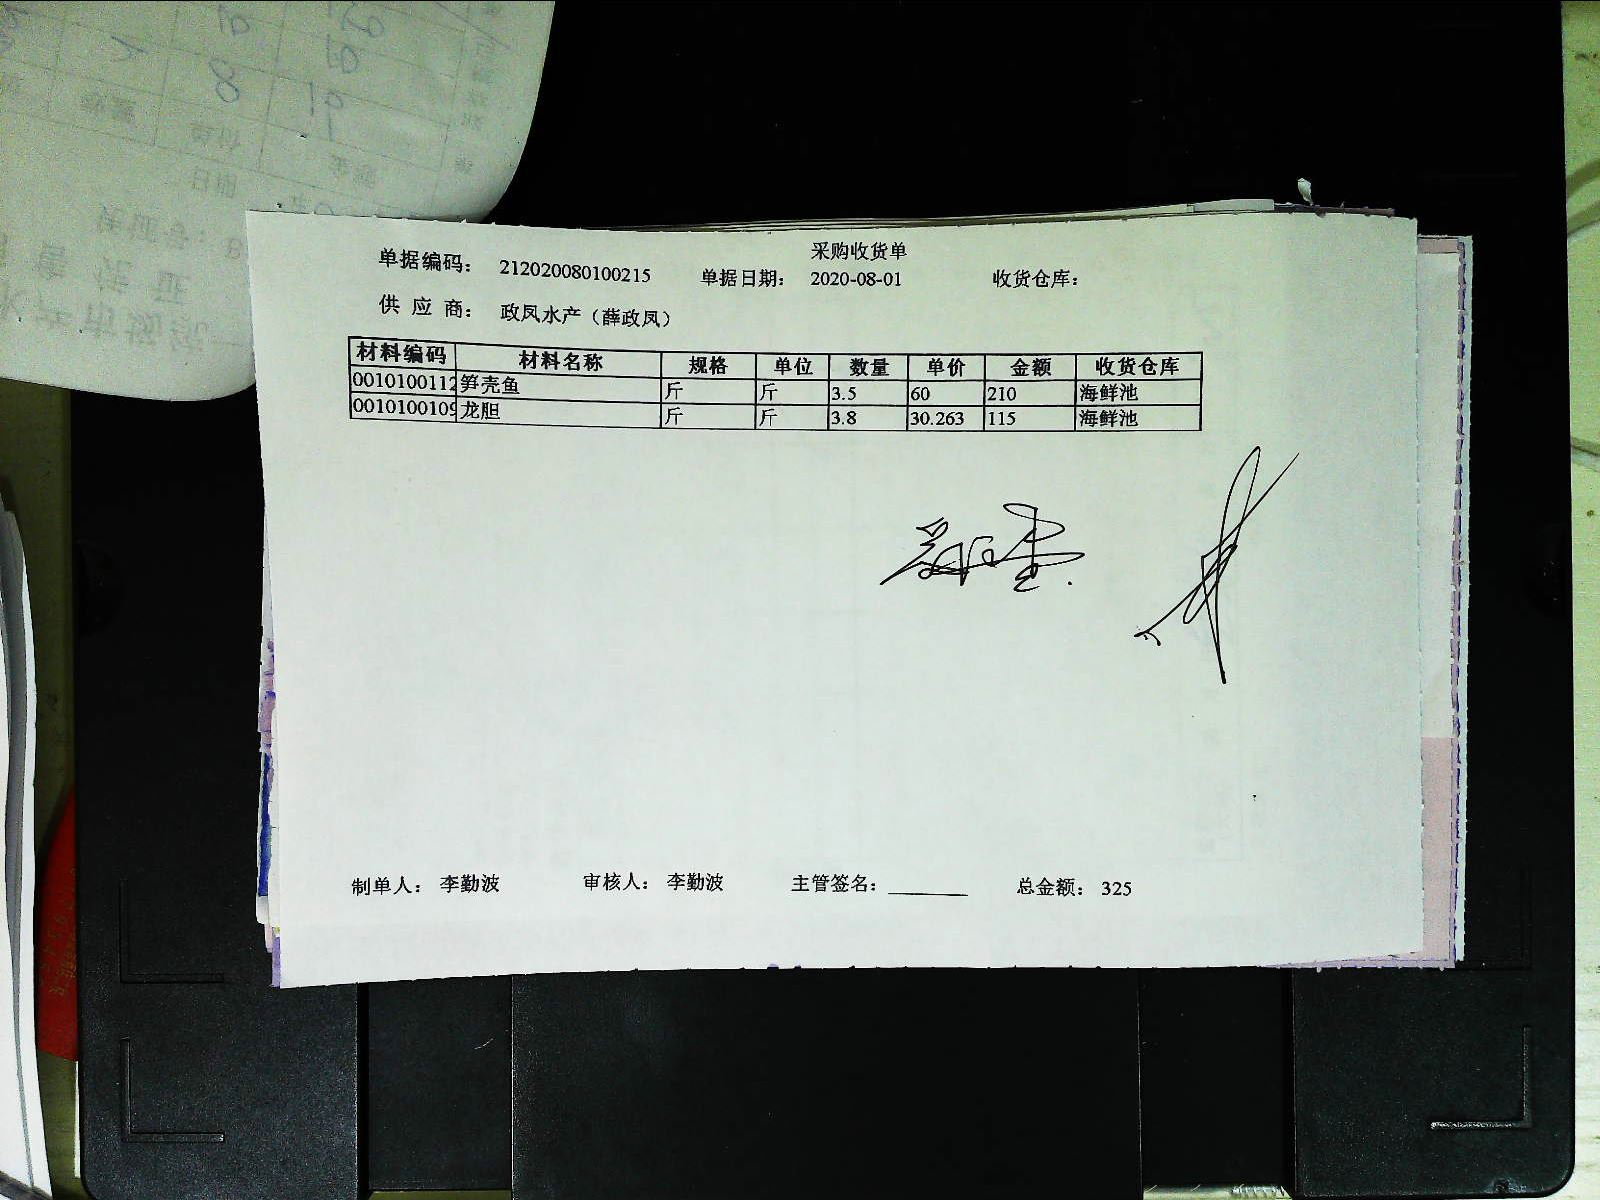 采购收货单
单据编码： 212020080100215 单据日期： 2020-08-01 收货仓库：
供 应 商： 政凤水产（薛政凤）
材料编码 材料名称 规格 单位 数量 单价 金额 收货仓库
0010100112 笋壳鱼 斤 斤 3.5 60 210 海鲜池
0010100109 龙胆 斤 斤 3.8 30.263 115 海鲜池
制单人： 李勤波 审核人： 李勤波 主管签名： 总金额： 325